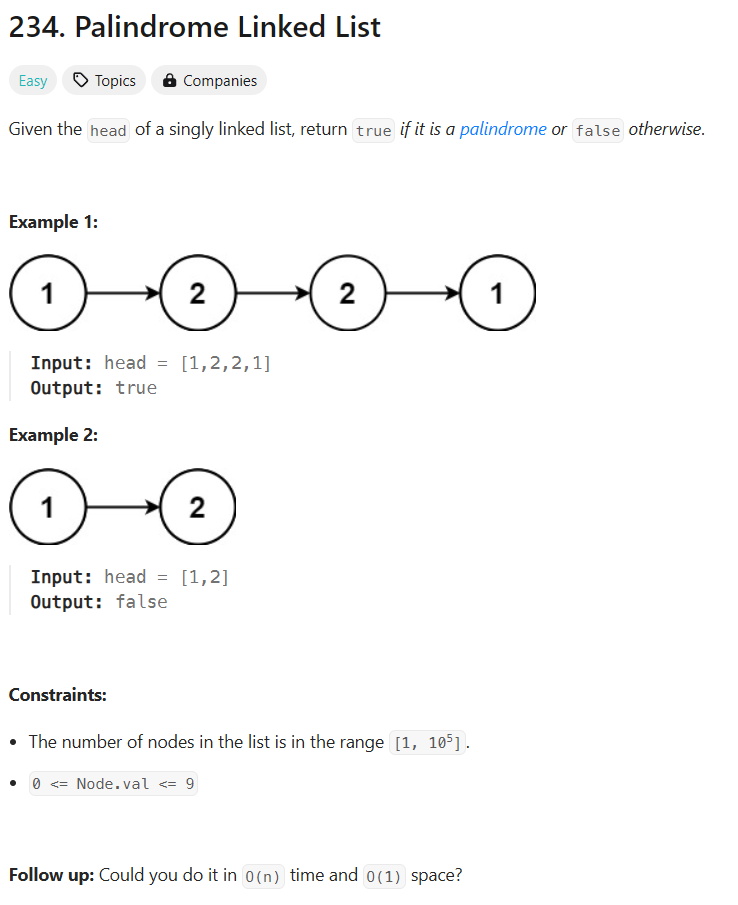 234. Palindrome Linked List
Easy Topics Companies
Given the head of a singly linked list, return true if it is a palindrome or false otherwise.
Example 1:
1 2 2 1
Input: head = [1,2,2,1]
Output: true
Example 2:
1 2
Input: head = [1,2]
Output: false
Constraints:
• The number of nodes in the list is in the range [1, 10⁵].
• 0 <= Node.val <= 9
Follow up: Could you do it in O(n) time and O(1) space?